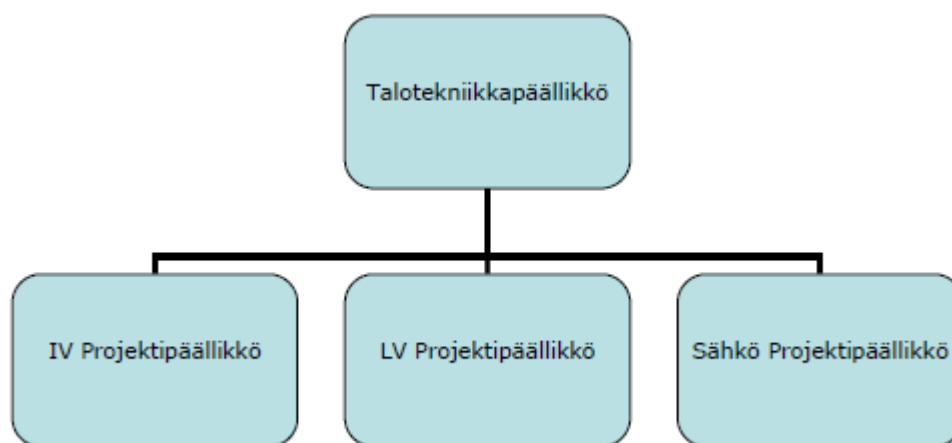 Talotekniikkapäällikkö
IV Projektipäällikkö
LV Projektipäällikkö
Sähkö Projektipäällikkö